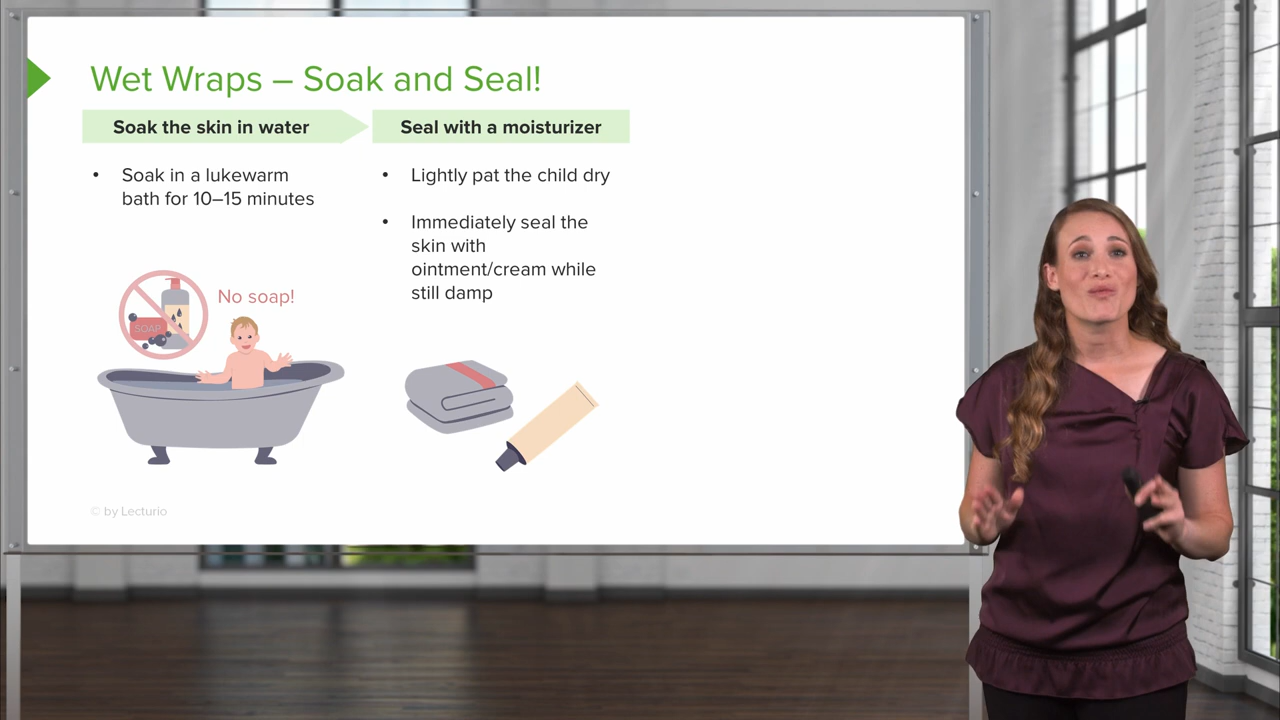 Wet Wraps – Soak and Seal!
Soak the skin in water
Seal with a moisturizer
• Soak in a lukewarm
bath for 10–15 minutes
• Lightly pat the child dry
• Immediately seal the
skin with
ointment/cream while
still damp
No soap!
SOAP
© by Lecturio